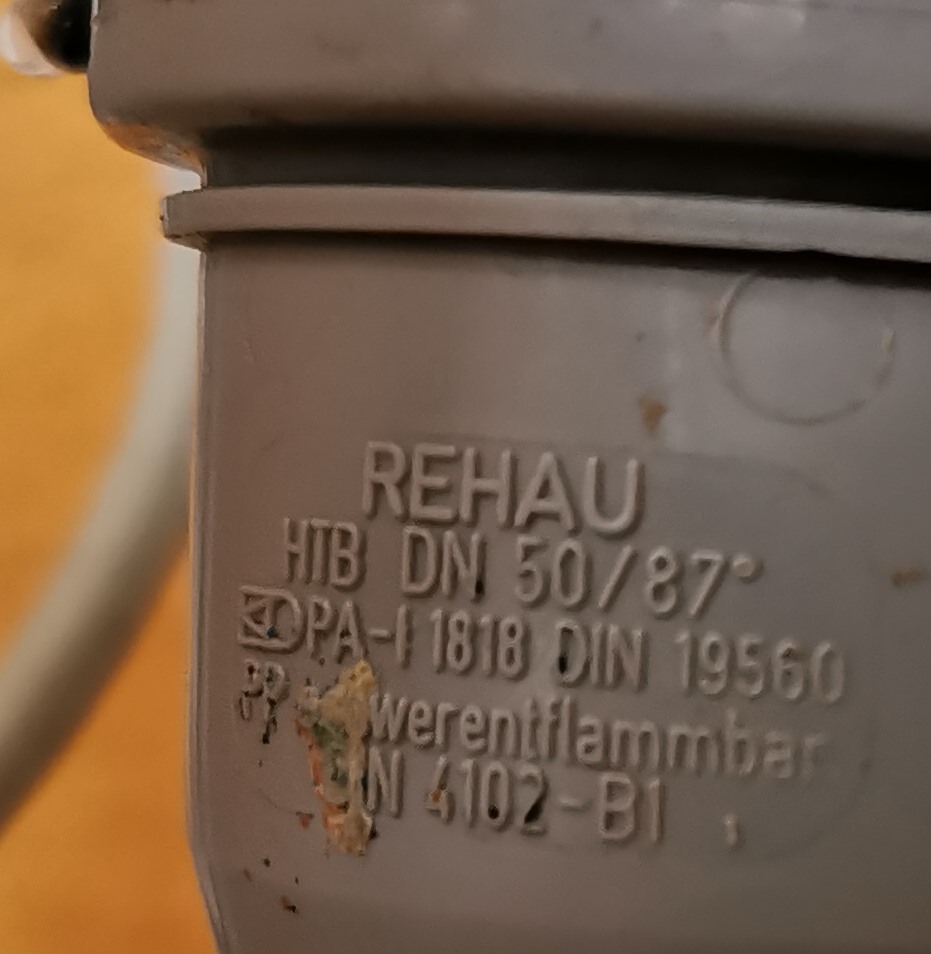 REHAU
HTB DN 50/87°
PA-I 1818 DIN 19560
PP werentflammbar
N 4102-B1